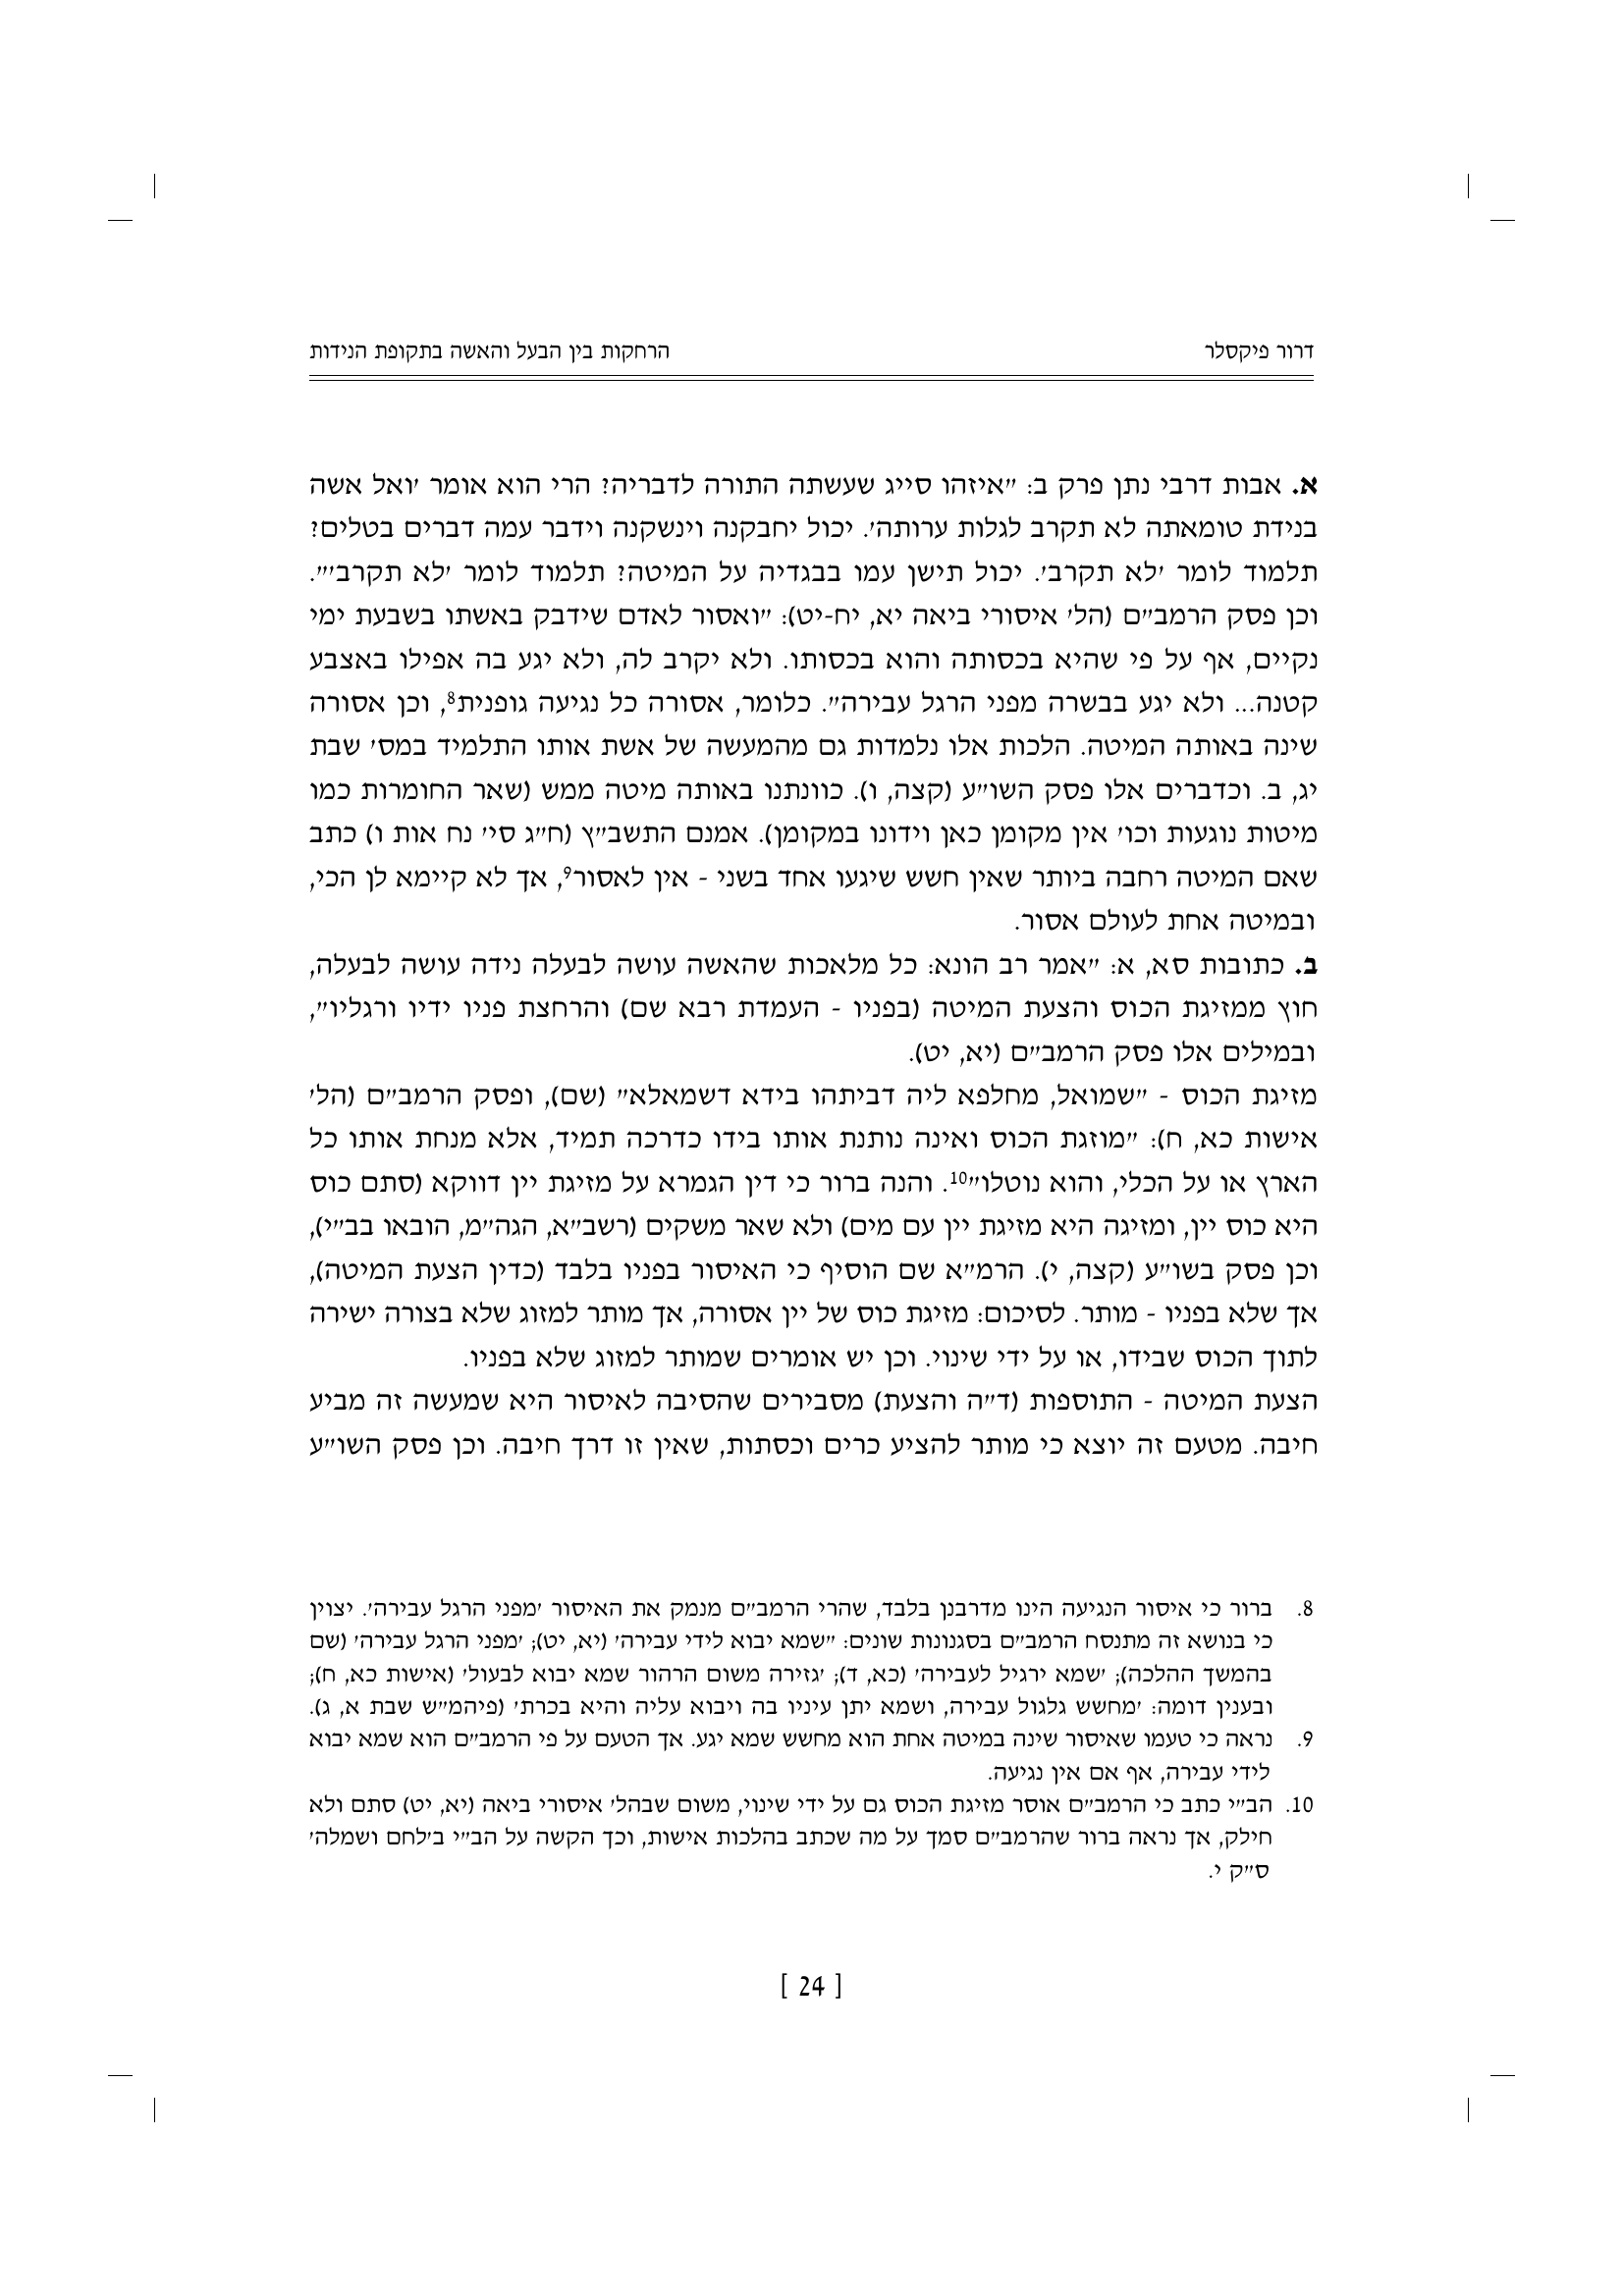 דרור פיקסלר
הרחקות בין הבעל והאשה בתקופת הנידות
א. אבות דרבי נתן פרק ב: ״איזהו סייג שעשתה התורה לדבריה? הרי הוא אומר ׳ואל אשה
בנידת טומאתה לא תקרב לגלות ערותה׳. יכול יחבקנה וינשקנה וידבר עמה דברים בטלים?
תלמוד לומר ׳לא תקרב׳. יכול תישן עמו בבגדיה על המיטה? תלמוד לומר ׳לא תקרב׳״.
וכן פסק הרמב״ם (הל׳ איסורי ביאה יא, יח-יט): ״ואסור לאדם שידבק באשתו בשבעת ימי
נקיים, אף על פי שהיא בכסותה והוא בכסותו. ולא יקרב לה, ולא יגע בה אפילו באצבע
קטנה... ולא יגע בבשרה מפני הרגל עבירה״. כלומר, אסורה כל נגיעה גופנית8, וכן אסורה
שינה באותה המיטה. הלכות אלו נלמדות גם מהמעשה של אשת אותו התלמיד במס׳ שבת
יג, ב. וכדברים אלו פסק השו״ע (קצה, ו). כוונתנו באותה מיטה ממש (שאר החומרות כמו
מיטות נוגעות וכו׳ אין מקומן כאן וידונו במקומן). אמנם התשב״ץ (ח״ג סי׳ נח אות ו) כתב
שאם המיטה רחבה ביותר שאין חשש שיגעו אחד בשני - אין לאסור9, אך לא קיימא לן הכי,
ובמיטה אחת לעולם אסור.
ב. כתובות סא, א: ״אמר רב הונא: כל מלאכות שהאשה עושה לבעלה נידה עושה לבעלה,
חוץ ממזיגת הכוס והצעת המיטה (בפניו - העמדת רבא שם) והרחצת פניו ידיו ורגליו״,
ובמילים אלו פסק הרמב״ם (יא, יט).
מזיגת הכוס - ״שמואל, מחלפא ליה דביתהו בידא דשמאלא״ (שם), ופסק הרמב״ם (הל׳
אישות כא, ח): ״מוזגת הכוס ואינה נותנת אותו בידו כדרכה תמיד, אלא מנחת אותו כל
הארץ או על הכלי, והוא נוטלו״10. והנה ברור כי דין הגמרא על מזיגת יין דווקא (סתם כוס
היא כוס יין, ומזיגה היא מזיגת יין עם מים) ולא שאר משקים (רשב״א, הגה״מ, הובאו בב״י),
וכן פסק בשו״ע (קצה, י). הרמ״א שם הוסיף כי האיסור בפניו בלבד (כדין הצעת המיטה),
אך שלא בפניו - מותר. לסיכום: מזיגת כוס של יין אסורה, אך מותר למזוג שלא בצורה ישירה
לתוך הכוס שבידו, או על ידי שינוי. וכן יש אומרים שמותר למזוג שלא בפניו.
הצעת המיטה - התוספות (ד״ה והצעת) מסבירים שהסיבה לאיסור היא שמעשה זה מביע
חיבה. מטעם זה יוצא כי מותר להציע כרים וכסתות, שאין זו דרך חיבה. וכן פסק השו״ע
8. ברור כי איסור הנגיעה הינו מדרבנן בלבד, שהרי הרמב״ם מנמק את האיסור ׳מפני הרגל עבירה׳. יצוין
כי בנושא זה מתנסח הרמב״ם בסגנונות שונים: ״שמא יבוא לידי עבירה׳ (יא, יט); ׳מפני הרגל עבירה׳ (שם
בהמשך ההלכה); ׳שמא ירגיל לעבירה׳ (כא, ד); ׳גזירה משום הרהור שמא יבוא לבעול׳ (אישות כא, ח);
ובענין דומה: ׳מחשש גלגול עבירה, ושמא יתן עיניו בה ויבוא עליה והיא בכרת׳ (פיהמ״ש שבת א, ג).
9. נראה כי טעמו שאיסור שינה במיטה אחת הוא מחשש שמא יגע. אך הטעם על פי הרמב״ם הוא שמא יבוא
לידי עבירה, אף אם אין נגיעה.
10. הב״י כתב כי הרמב״ם אוסר מזיגת הכוס גם על ידי שינוי, משום שבהל׳ איסורי ביאה (יא, יט) סתם ולא
חילק, אך נראה ברור שהרמב״ם סמך על מה שכתב בהלכות אישות, וכך הקשה על הב״י ב׳לחם ושמלה׳
ס״ק י.
[ 24 ]